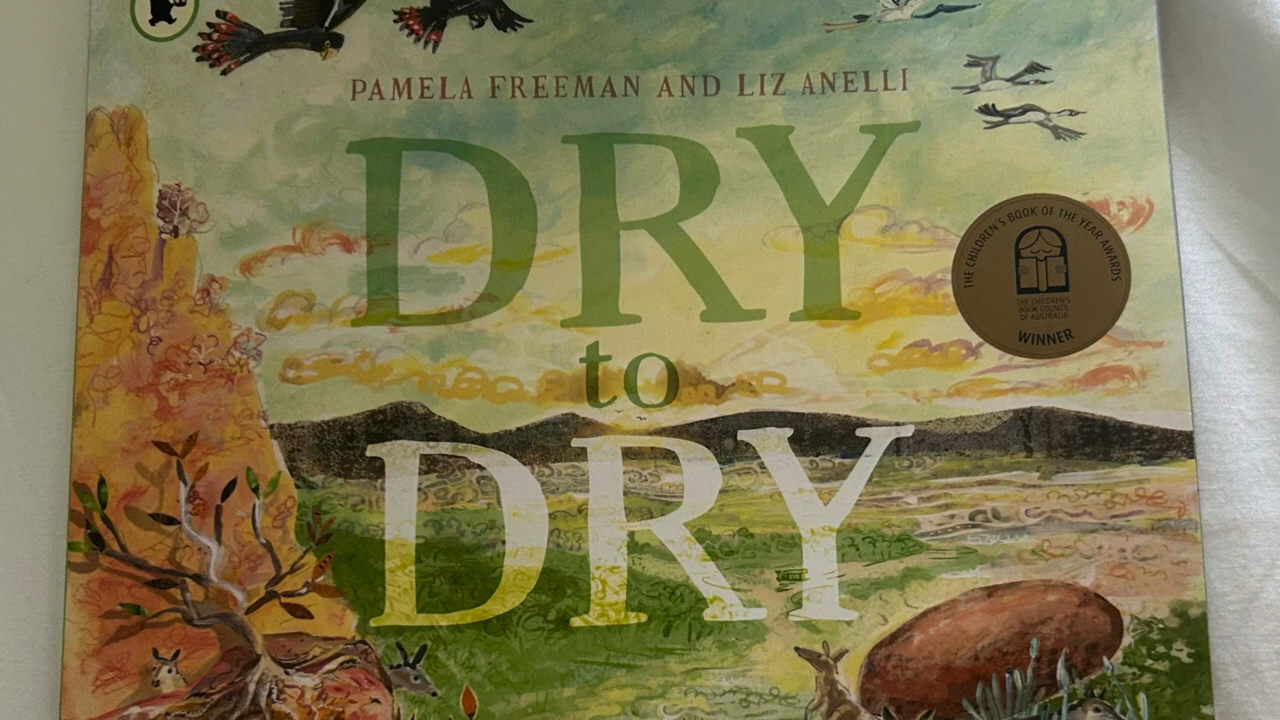 PAMELA FREEMAN AND LIZ ANELLI
DRY
to
DRY
THE CHILDREN'S BOOK OF THE YEAR AWARDS
THE CHILDREN'S
BOOK COUNCIL
OF AUSTRALIA
WINNER